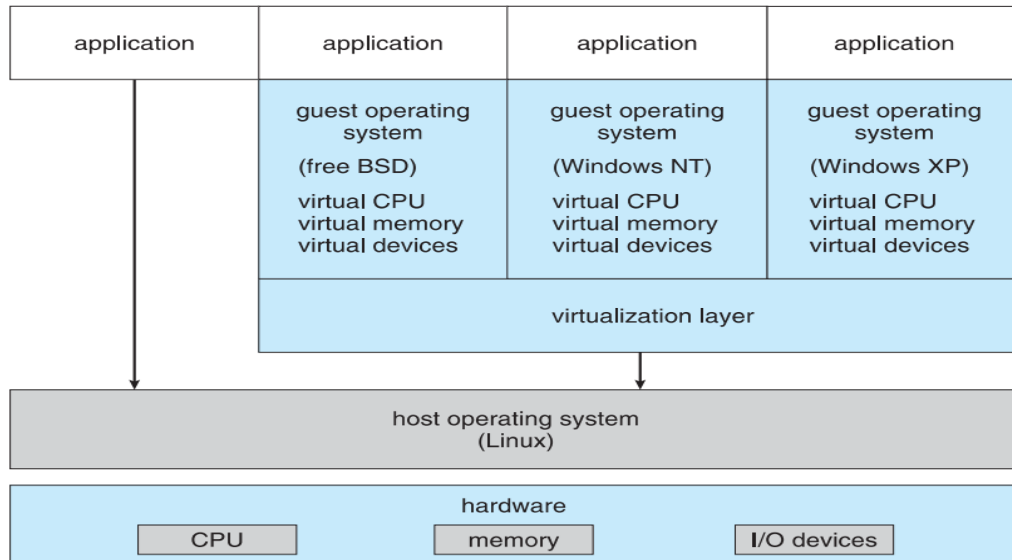 application
application
application
application
guest operating
system
(free BSD)
virtual CPU
virtual memory
virtual devices
guest operating
system
(Windows NT)
virtual CPU
virtual memory
virtual devices
guest operating
system
(Windows XP)
virtual CPU
virtual memory
virtual devices
virtualization layer
host operating system
(Linux)
hardware
CPU
memory
I/O devices